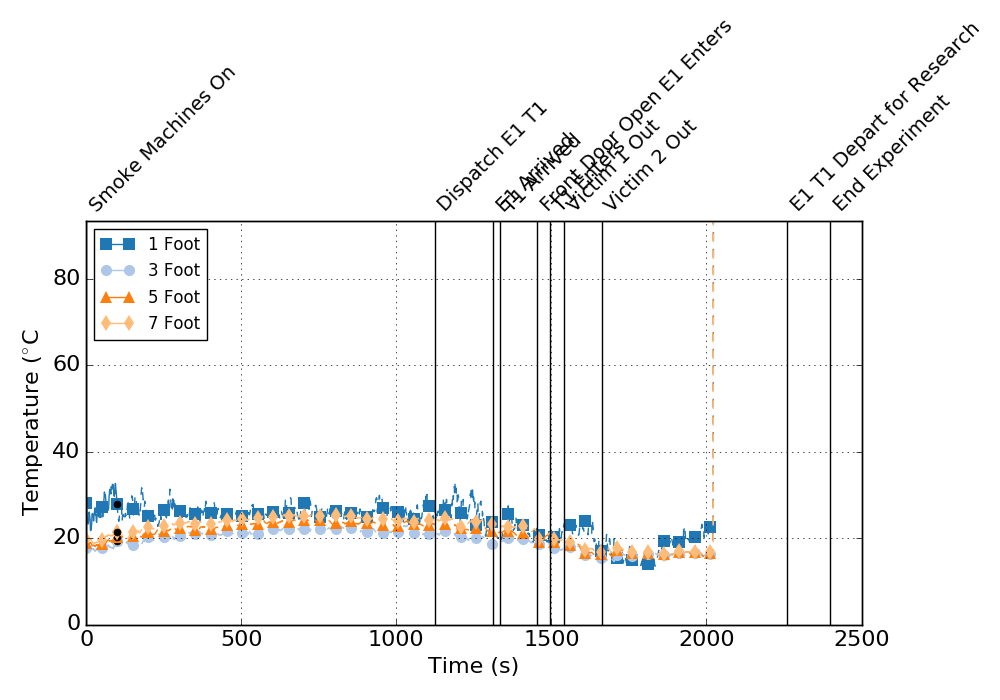 Smoke Machines On
Dispatch E1 T1
E1 Arrived
T1 Arrived
Front Door Open E1 Enters
T1 Enters
Victim 1 Out
Victim 2 Out
E1 T1 Depart for Research
End Experiment
1 Foot
3 Foot
5 Foot
7 Foot
80
60
40
20
0
Temperature (°C
0 500 1000 1500 2000 2500
Time (s)